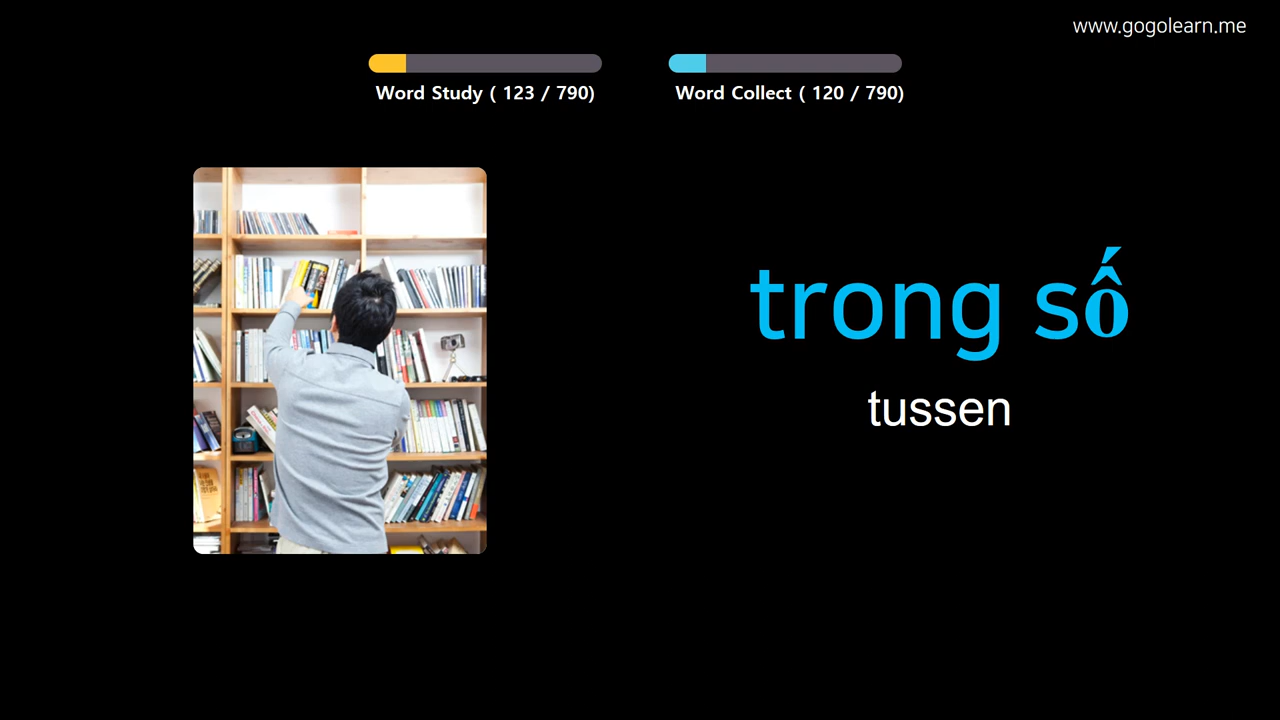 www.gogolearn.me
Word Study ( 123 / 790)
Word Collect ( 120 / 790)
trong số
tussen